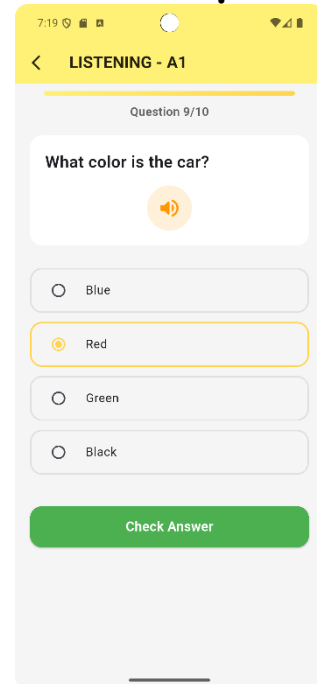 7:19
LISTENING - A1
Question 9/10
What color is the car?
Blue
Red
Green
Black
Check Answer